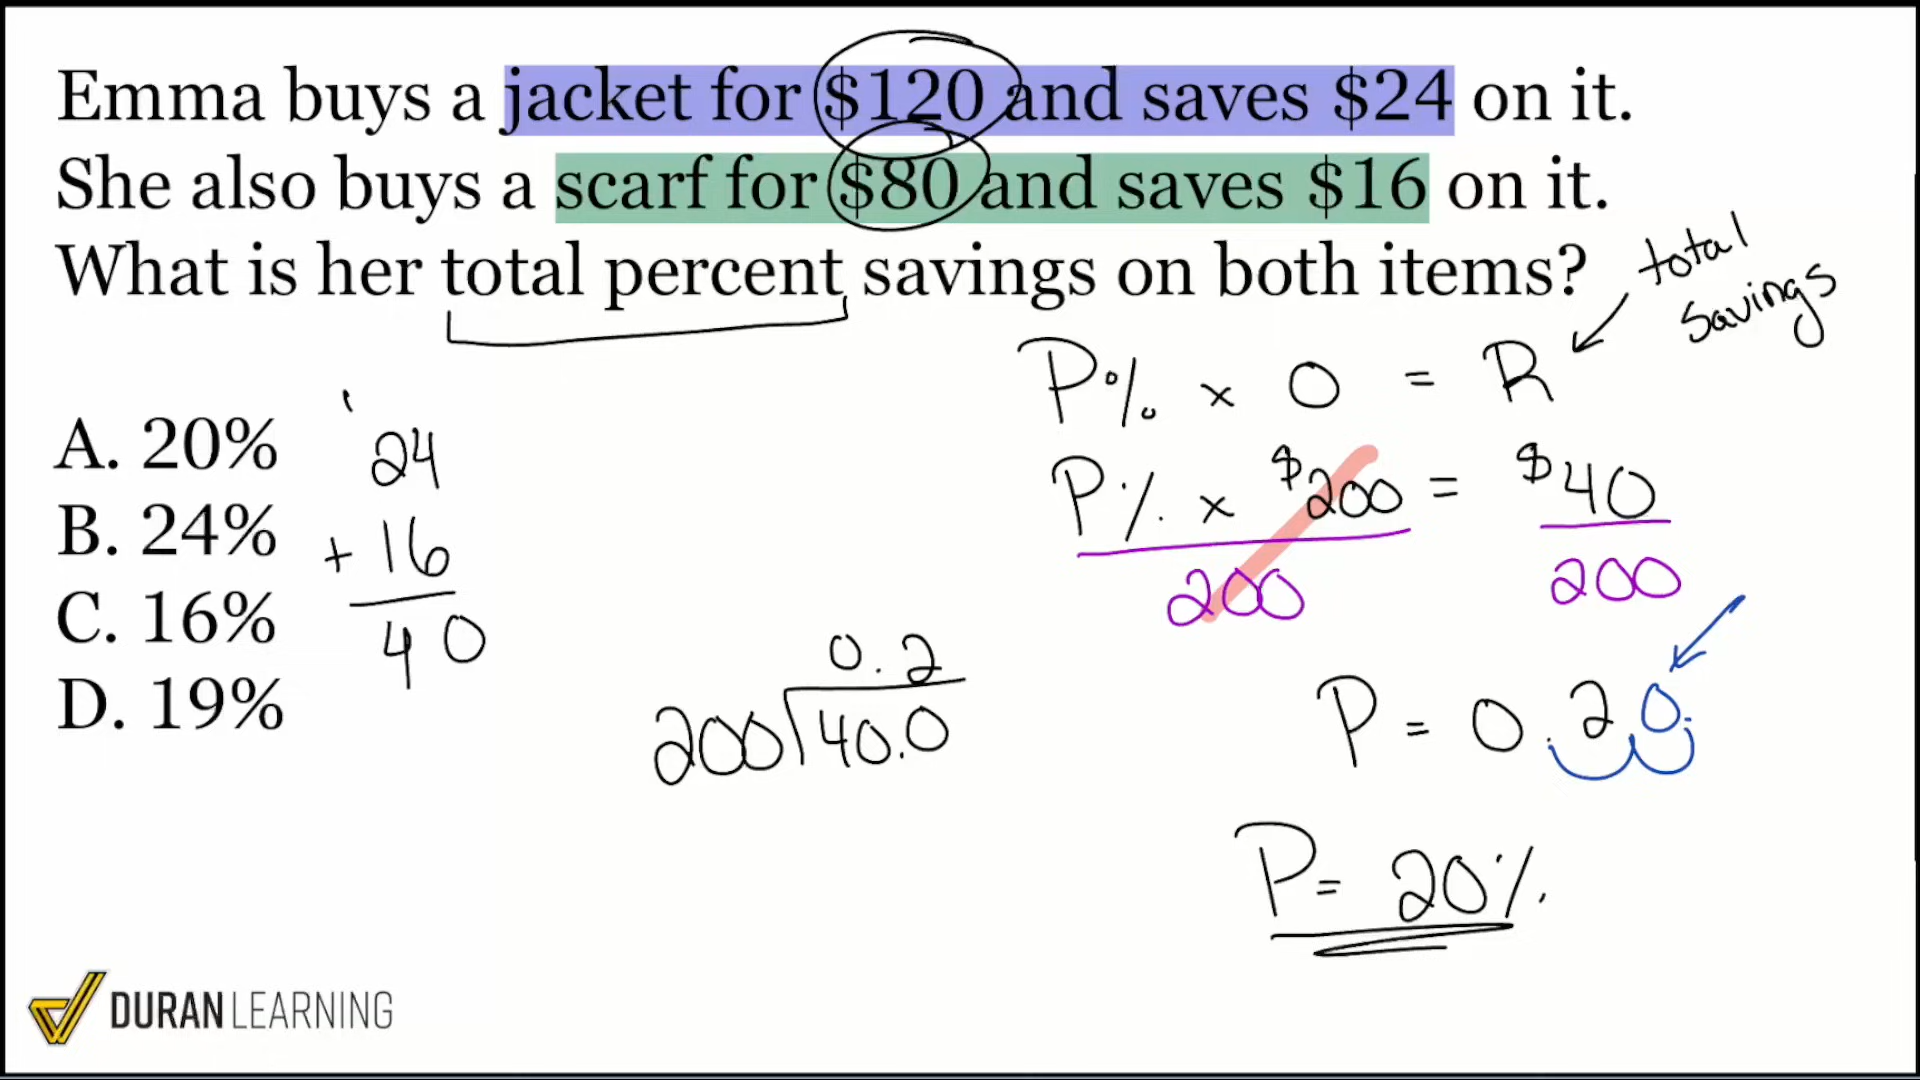 Emma buys a jacket for $120 and saves $24 on it.
She also buys a scarf for $80 and saves $16 on it.
What is her total percent savings on both items?
total
savings
P% x O = R
P% x $200 = $40
200 200
A. 20%
B. 24%
C. 16%
D. 19%
1
24
+ 16
40
0.2
200 40.0
P = 0.20.
P = 20%
DURAN LEARNING